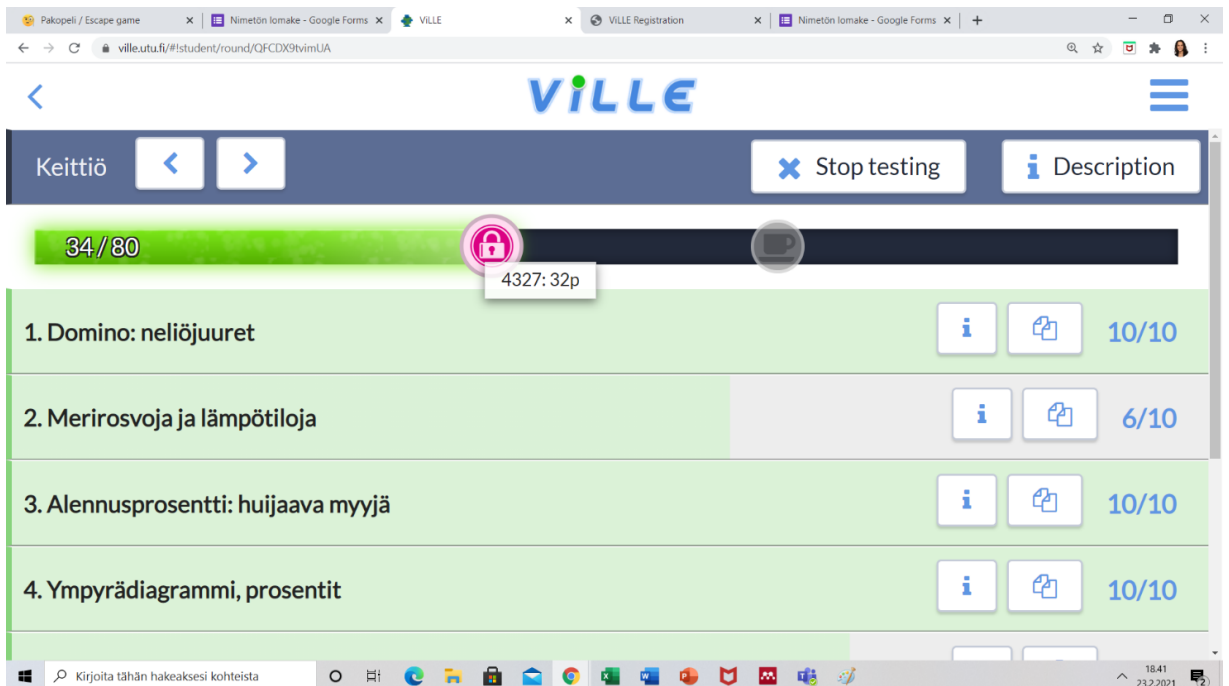 Pakopeli / Escape game
Nimetön lomake - Google Forms
ViLLE
ViLLE Registration
Nimetön lomake - Google Forms
ville.utu.fi/#!student/round/QFCDX9tvimUA
ViLLE
Keittiö
Stop testing
Description
34/80
4327: 32p
1. Domino: neliöjuuret
10/10
2. Merirosvoja ja lämpötiloja
6/10
3. Alennusprosentti: huijaava myyjä
10/10
4. Ympyrädiagrammi, prosentit
10/10
Kirjoita tähän hakeaksesi kohteista
18.41
23.2.2021
2